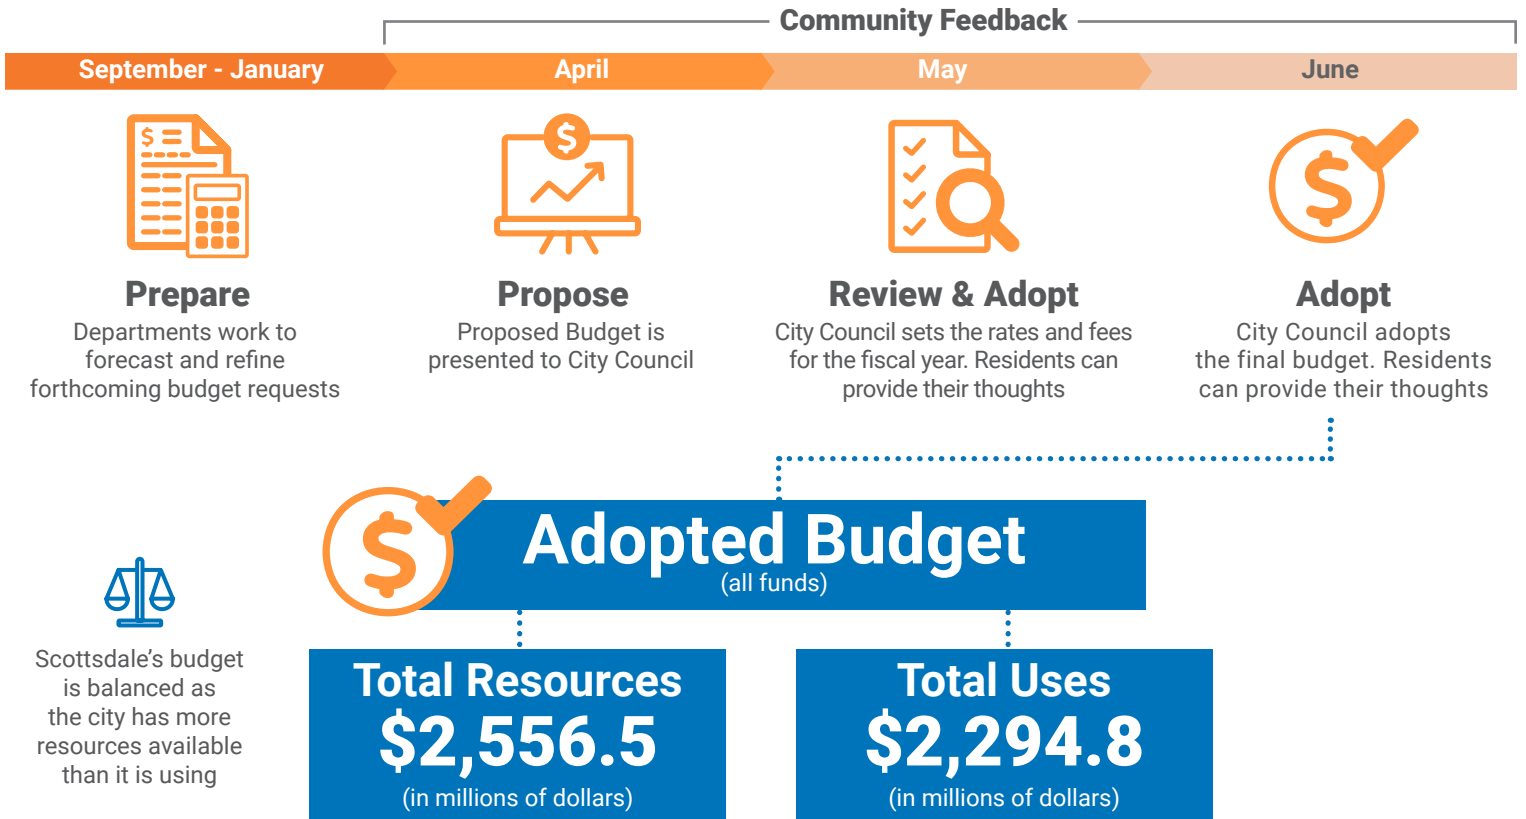 Community Feedback
September - January
April
May
June
$
$
$
Prepare
Departments work to
forecast and refine
forthcoming budget requests
Propose
Proposed Budget is
presented to City Council
Review & Adopt
City Council sets the rates and fees
for the fiscal year. Residents can
provide their thoughts
Adopt
City Council adopts
the final budget. Residents
can provide their thoughts
$
Adopted Budget
(all funds)
Scottsdale’s budget
is balanced as
the city has more
resources available
than it is using
Total Resources
$2,556.5
(in millions of dollars)
Total Uses
$2,294.8
(in millions of dollars)